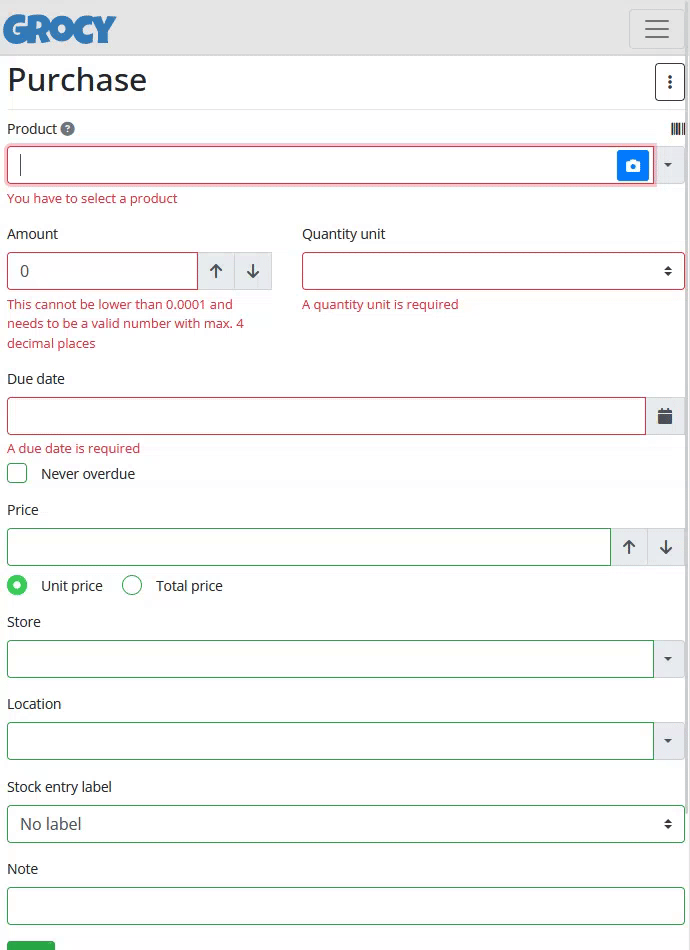 GROCY
Purchase
Product
You have to select a product
Amount
Quantity unit
0
This cannot be lower than 0.0001 and
needs to be a valid number with max. 4
decimal places
A quantity unit is required
Due date
A due date is required
Never overdue
Price
Unit price
Total price
Store
Location
Stock entry label
No label
Note